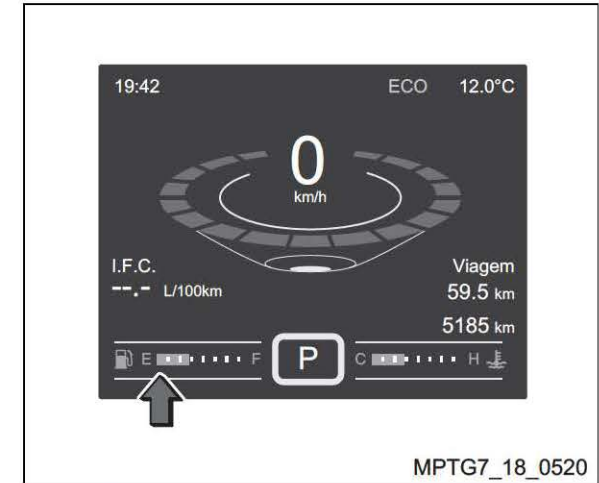 19:42 ECO 12.0°C
0
km/h
I.F.C. Viagem
--.- L/100km 59.5 km
5185 km
E F P C H
MPTG7_18_0520